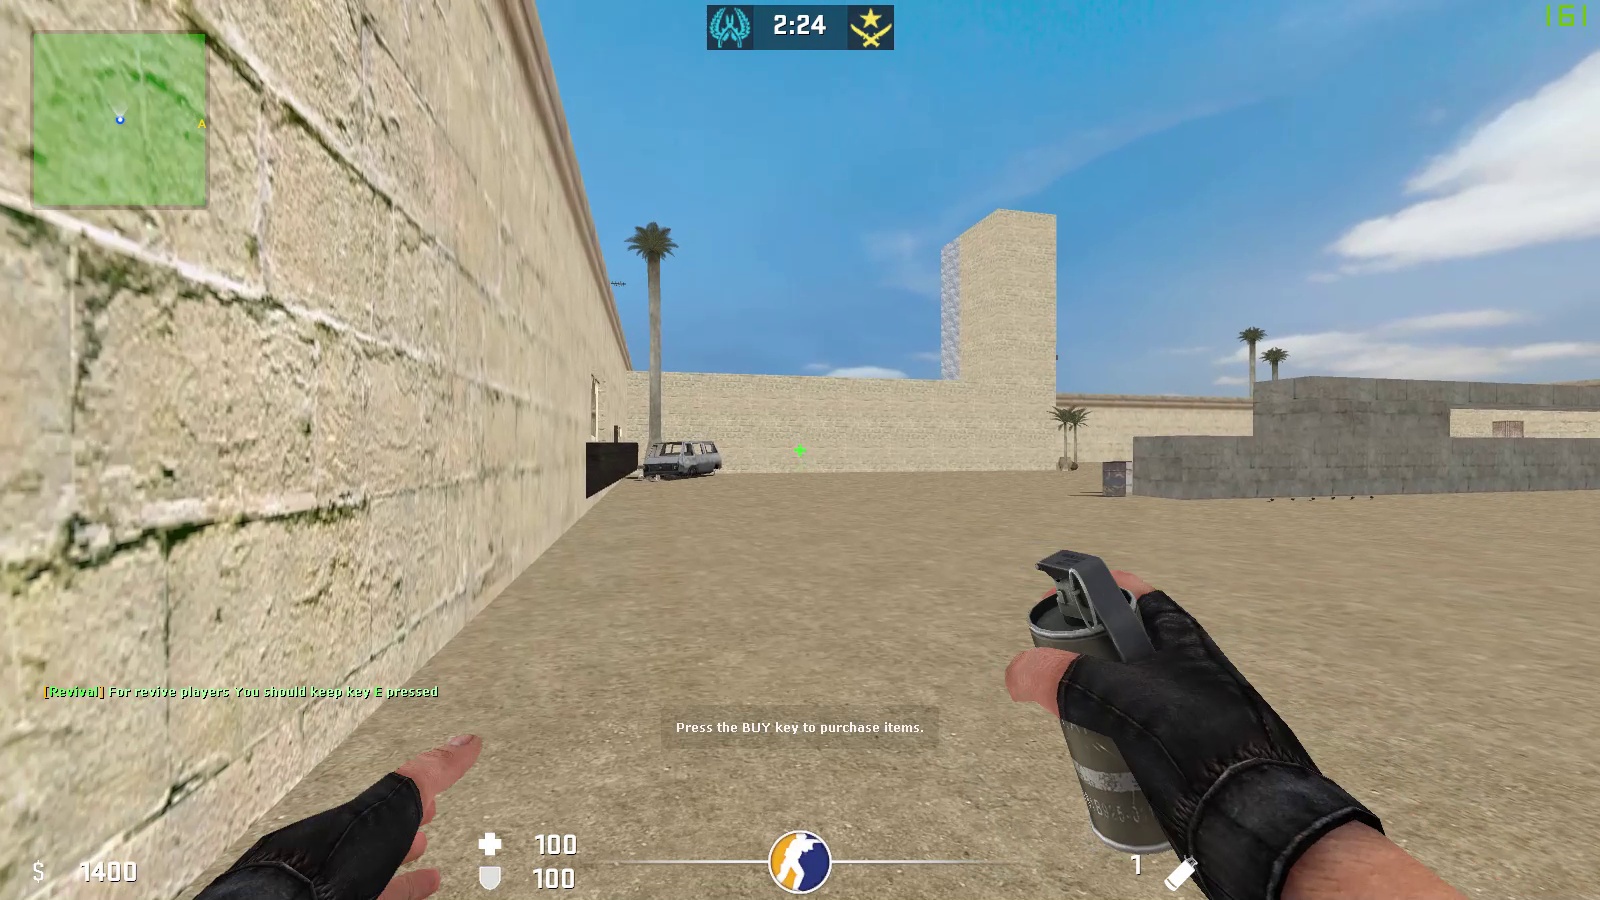 2:24
161
A
[Revival] For revive players You should keep key E pressed
Press the BUY key to purchase items.
100
$ 1400
100
1